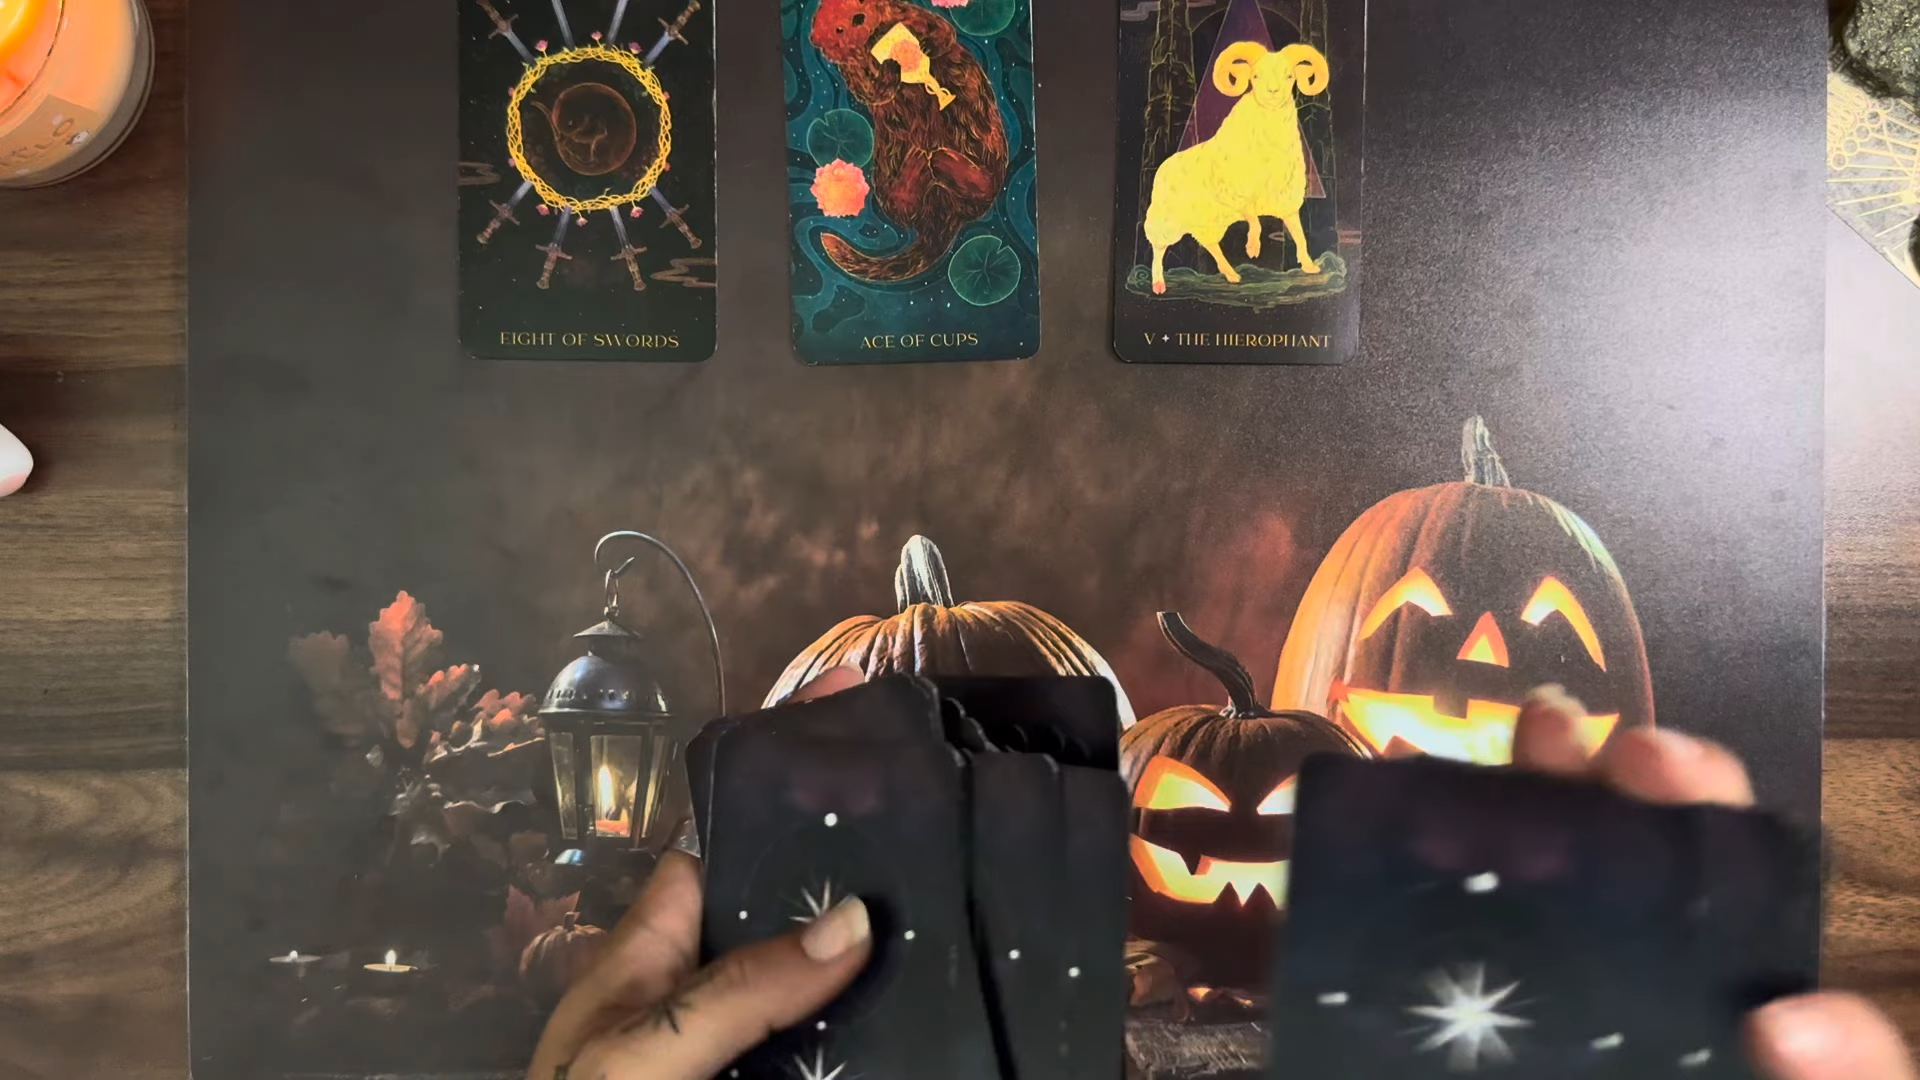 EIGHT OF SWORDS
ACE OF CUPS
V ✦ THE HIEROPHANT